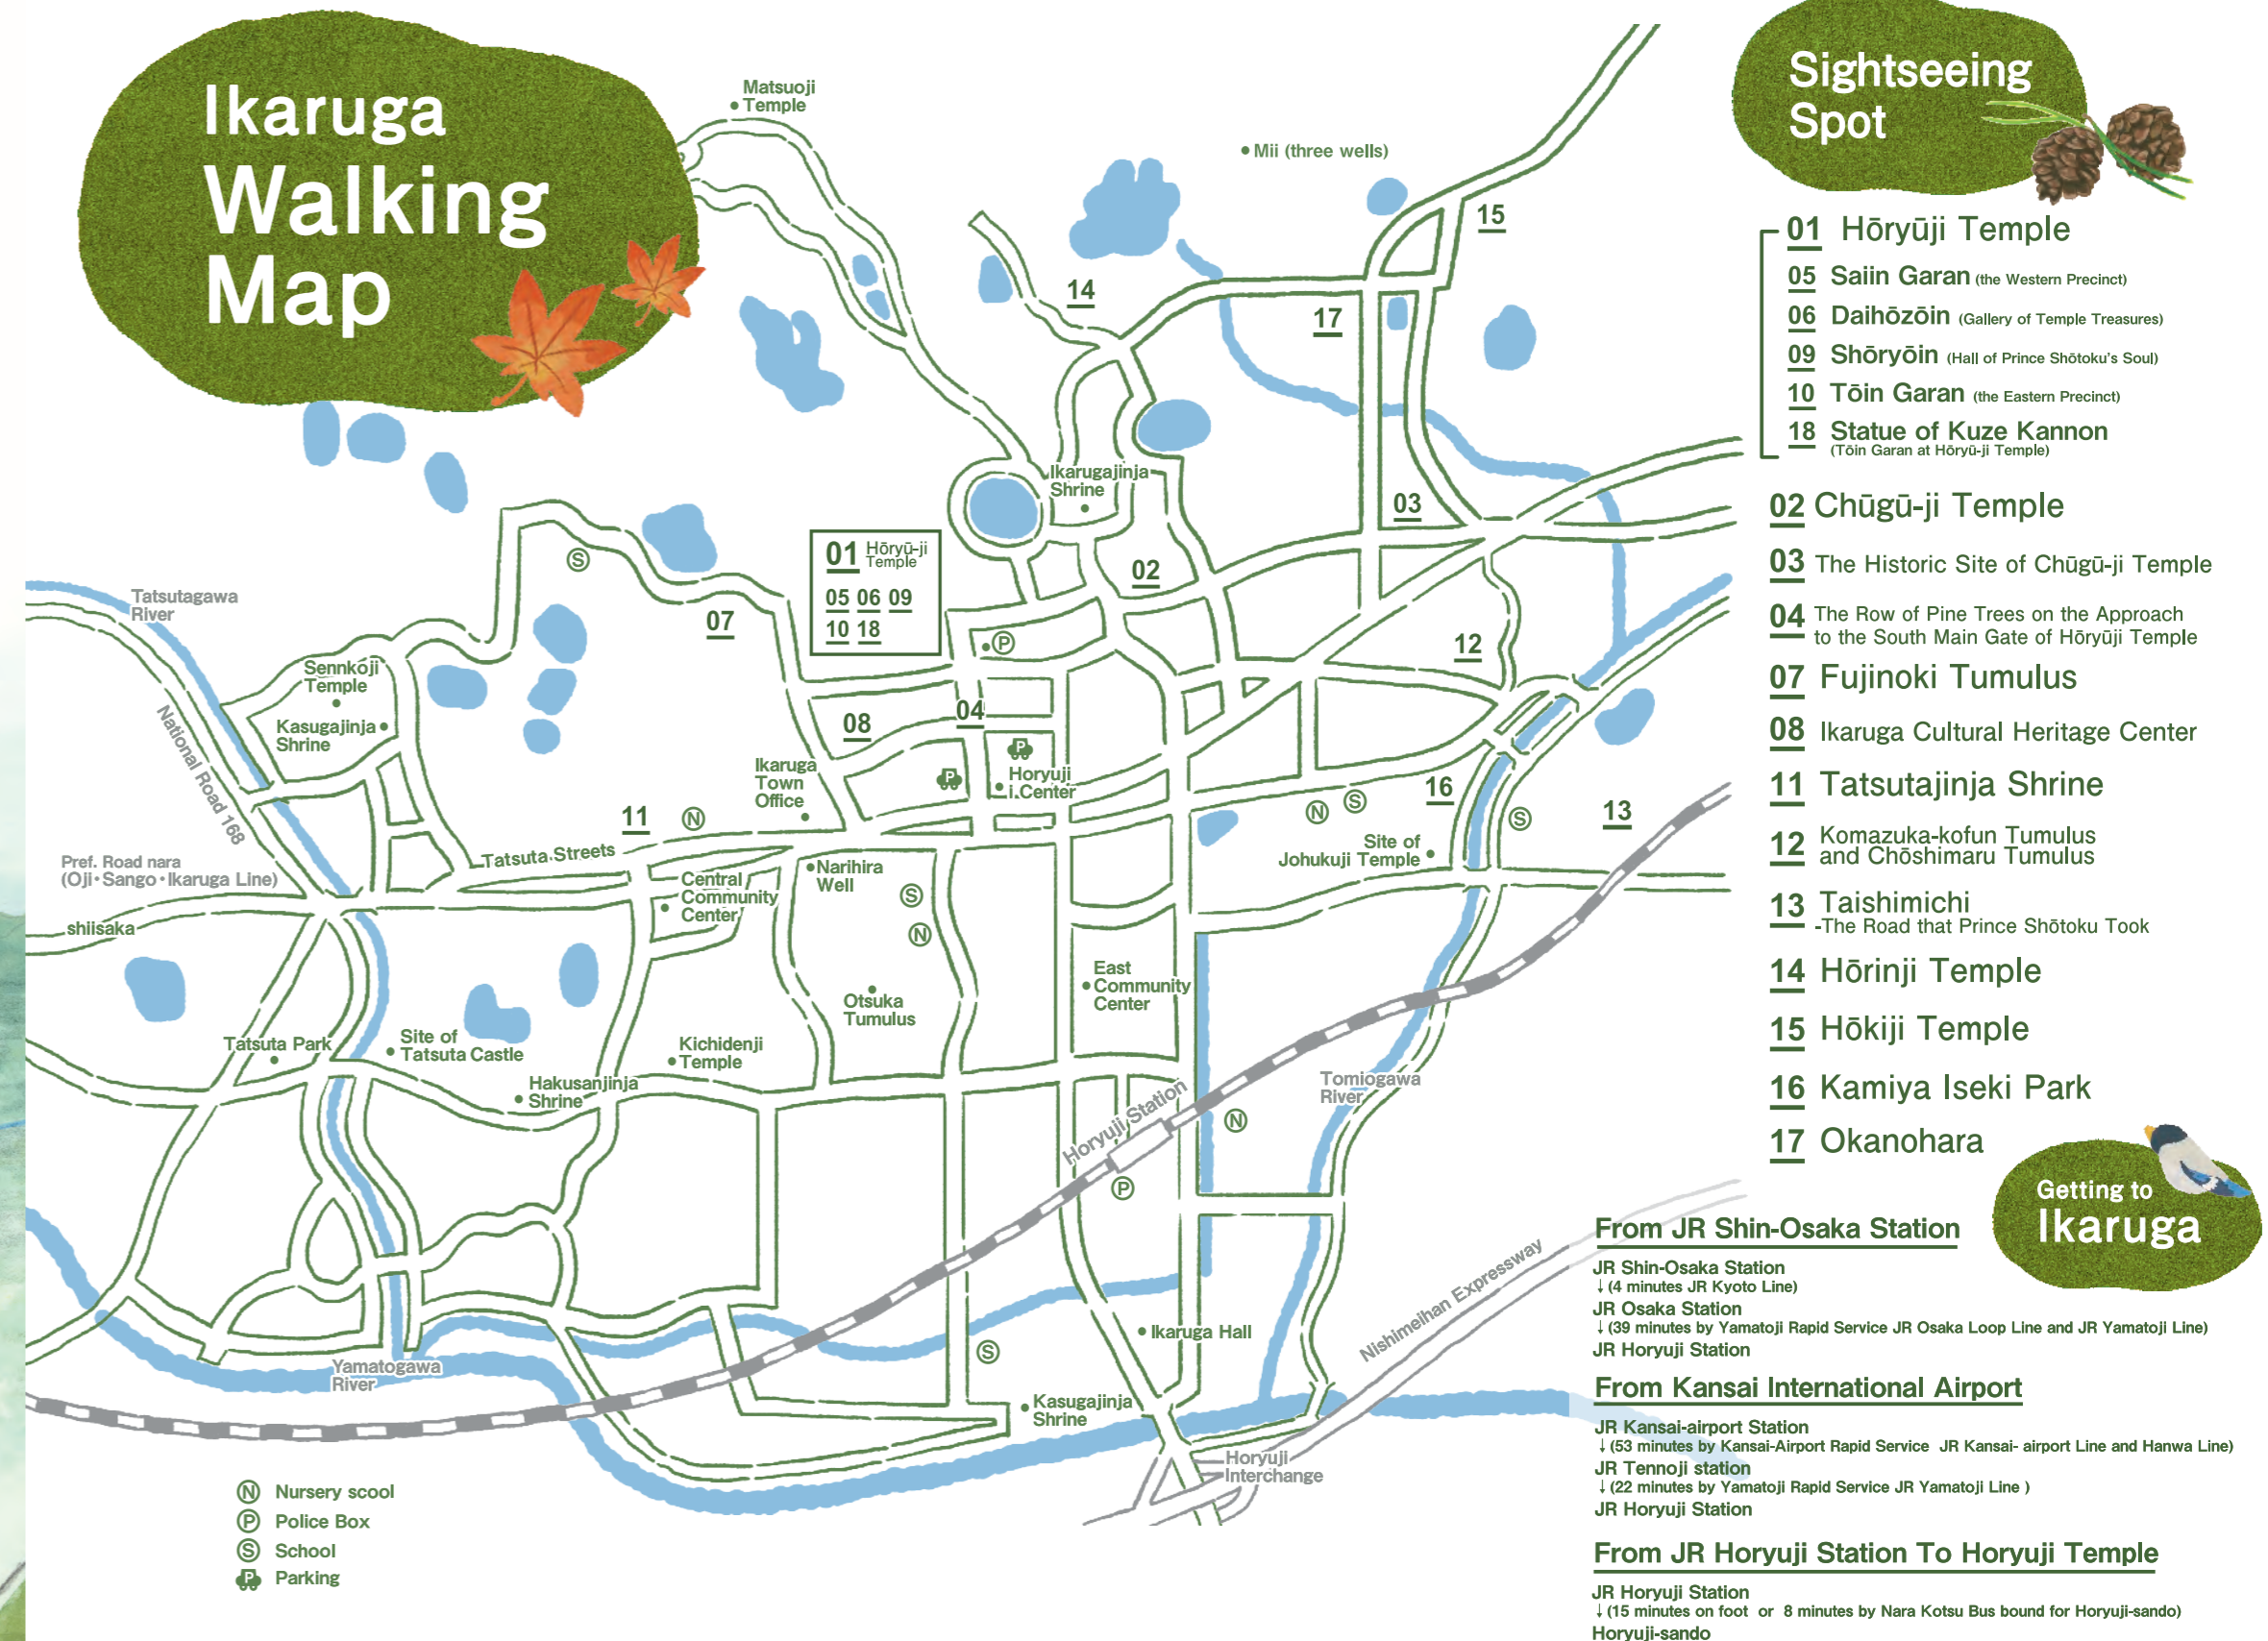 Ikaruga
Walking
Map
Matsuoji
Temple
Mii (three wells)
15
14
17
Ikarugajinja
Shrine
03
01 Hōryū-ji
Temple
05 06 09
10 18
02
07
12
P
S
Tatsutagawa
River
Sennkoji
Temple
Kasugajinja
Shrine
National Road 168
08
04
P
P
Ikaruga
Town
Office
Horyuji
i.Center
16
13
11
N
N
S
S
Tatsuta Streets
Site of
Johukuji Temple
Pref. Road nara
(Oji・Sango・Ikaruga Line)
shiisaka
Narihira
Well
Central
Community
Center
S
N
East
Community
Center
Otsuka
Tumulus
Tatsuta Park
Site of
Tatsuta Castle
Kichidenji
Temple
Hakusanjinja
Shrine
Horyuji Station
Tomiogawa
River
N
P
Nishimeihan Expressway
Ikaruga Hall
S
Yamatogawa
River
Kasugajinja
Shrine
Horyuji
Interchange
N Nursery scool
P Police Box
S School
P Parking
Sightseeing
Spot
01 Hōryūji Temple
05 Saiin Garan (the Western Precinct)
06 Daihōzōin (Gallery of Temple Treasures)
09 Shōryōin (Hall of Prince Shōtoku's Soul)
10 Tōin Garan (the Eastern Precinct)
18 Statue of Kuze Kannon
(Tōin Garan at Hōryū-ji Temple)
02 Chūgū-ji Temple
03 The Historic Site of Chūgū-ji Temple
04 The Row of Pine Trees on the Approach
to the South Main Gate of Hōryūji Temple
07 Fujinoki Tumulus
08 Ikaruga Cultural Heritage Center
11 Tatsutajinja Shrine
12 Komazuka-kofun Tumulus
and Chōshimaru Tumulus
13 Taishimichi
-The Road that Prince Shōtoku Took
14 Hōrinji Temple
15 Hōkiji Temple
16 Kamiya Iseki Park
17 Okanohara
Getting to
Ikaruga
From JR Shin-Osaka Station
JR Shin-Osaka Station
↓ (4 minutes JR Kyoto Line)
JR Osaka Station
↓ (39 minutes by Yamatoji Rapid Service JR Osaka Loop Line and JR Yamatoji Line)
JR Horyuji Station
From Kansai International Airport
JR Kansai-airport Station
↓ (53 minutes by Kansai-Airport Rapid Service JR Kansai- airport Line and Hanwa Line)
JR Tennoji station
↓ (22 minutes by Yamatoji Rapid Service JR Yamatoji Line )
JR Horyuji Station
From JR Horyuji Station To Horyuji Temple
JR Horyuji Station
↓ (15 minutes on foot or 8 minutes by Nara Kotsu Bus bound for Horyuji-sando)
Horyuji-sando